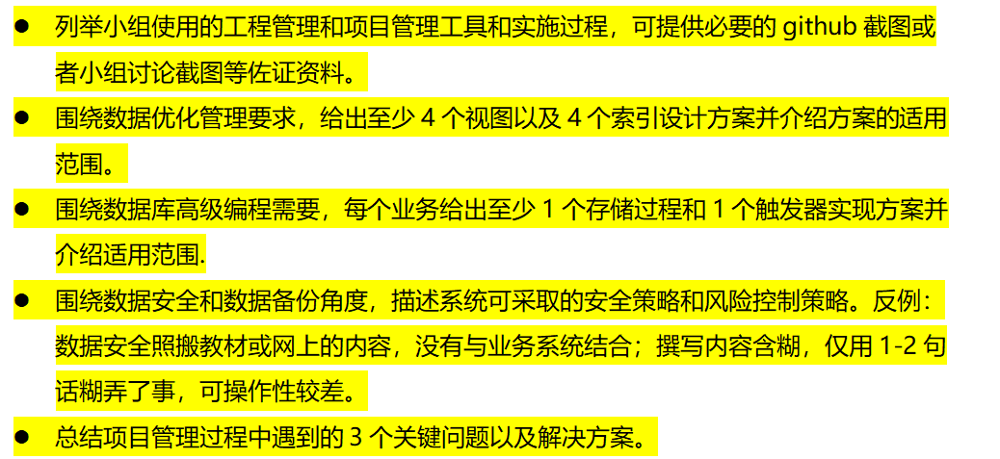 ● 列举小组使用的工程管理和项目管理工具和实施过程，可提供必要的 github 截图或
者小组讨论截图等佐证资料。
● 围绕数据优化管理要求，给出至少 4 个视图以及 4 个索引设计方案并介绍方案的适用
范围。
● 围绕数据库高级编程需要，每个业务给出至少 1 个存储过程和 1 个触发器实现方案并
介绍适用范围.
● 围绕数据安全和数据备份角度，描述系统可采取的安全策略和风险控制策略。反例：
数据安全照搬教材或网上的内容，没有与业务系统结合；撰写内容含糊，仅用 1-2 句
话糊弄了事，可操作性较差。
● 总结项目管理过程中遇到的 3 个关键问题以及解决方案。